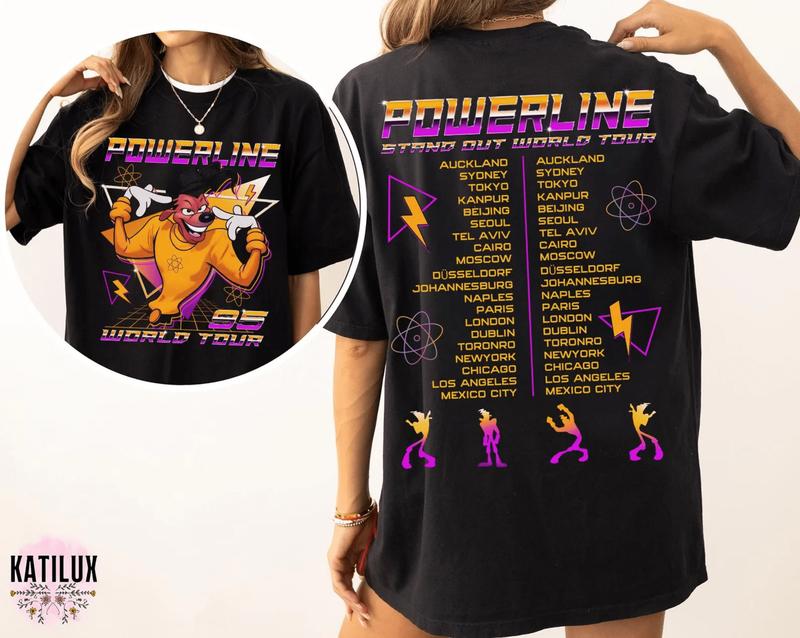 POWERLINE
95
WORLD TOUR
POWERLINE
STAND OUT WORLD TOUR
AUCKLAND
SYDNEY
TOKYO
KANPUR
BEIJING
SEOUL
TEL AVIV
CAIRO
MOSCOW
DÜSSELDORF
JOHANNESBURG
NAPLES
PARIS
LONDON
DUBLIN
TORONRO
NEWYORK
CHICAGO
LOS ANGELES
MEXICO CITY
AUCKLAND
SYDNEY
TOKYO
KANPUR
BEIJING
SEOUL
TEL AVIV
CAIRO
MOSCOW
DÜSSELDORF
JOHANNESBURG
NAPLES
PARIS
LONDON
DUBLIN
TORONRO
NEWYORK
CHICAGO
LOS ANGELES
MEXICO CITY
KATILUX